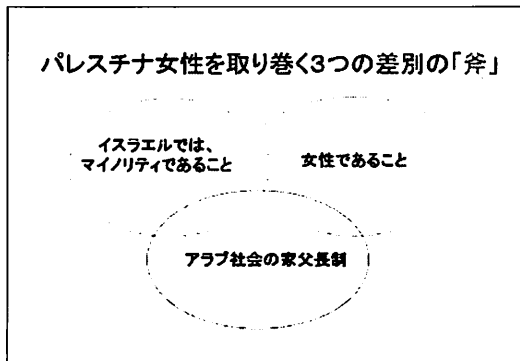 パレスチナ女性を取り巻く3つの差別の「斧」
イスラエルでは、
マイノリティであること
女性であること
アラブ社会の家父長制